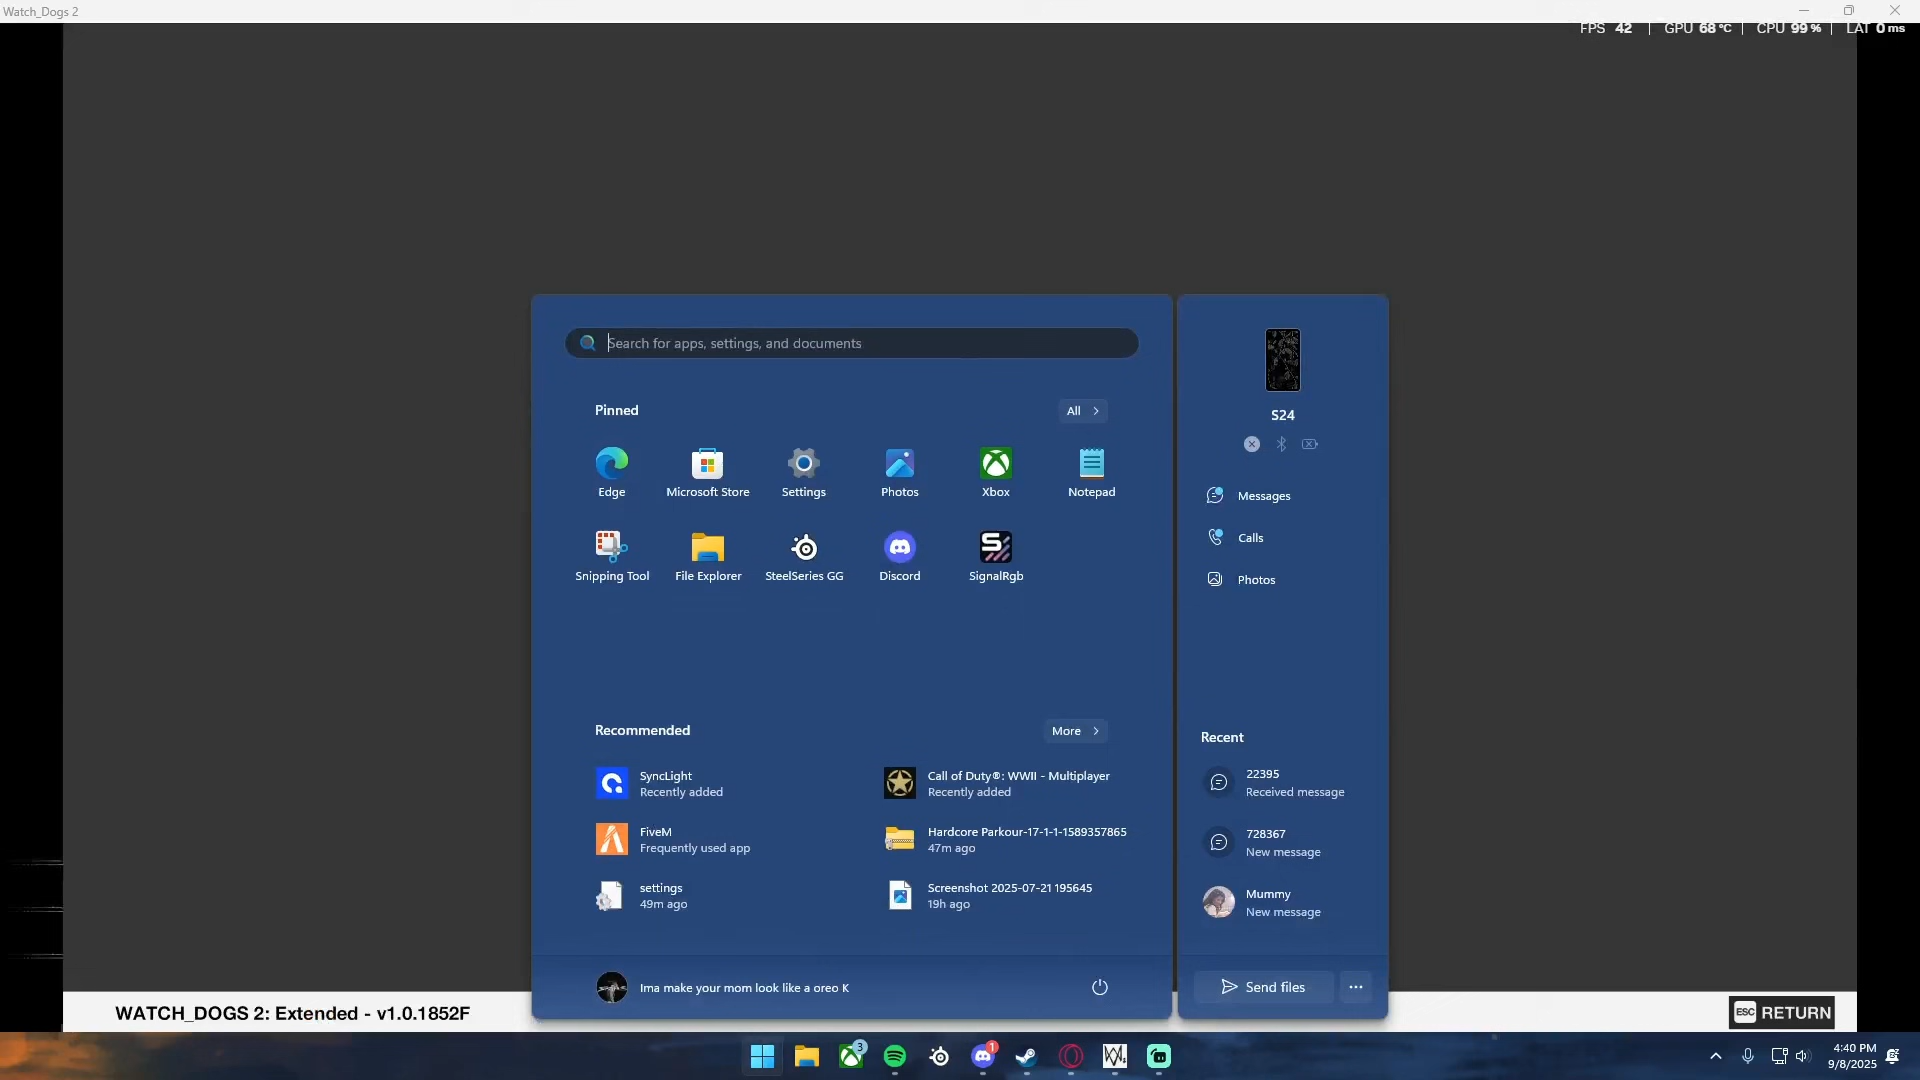 Watch_Dogs 2
FPS 42 | GPU 68°C | CPU 99% | LAT 0ms
Search for apps, settings, and documents
Pinned
All
Edge
Microsoft Store
Settings
Photos
Xbox
Notepad
Snipping Tool
File Explorer
SteelSeries GG
Discord
SignalRgb
Recommended
More
SyncLight
Recently added
Call of Duty®: WWII - Multiplayer
Recently added
FiveM
Frequently used app
Hardcore Parkour-17-1-1-1589357865
47m ago
settings
49m ago
Screenshot 2025-07-21 195645
19h ago
Ima make your mom look like a oreo K
S24
Messages
Calls
Photos
Recent
22395
Received message
728367
New message
Mummy
New message
Send files
WATCH_DOGS 2: Extended - v1.0.1852F
ESC RETURN
3
1
4:40 PM
9/8/2025